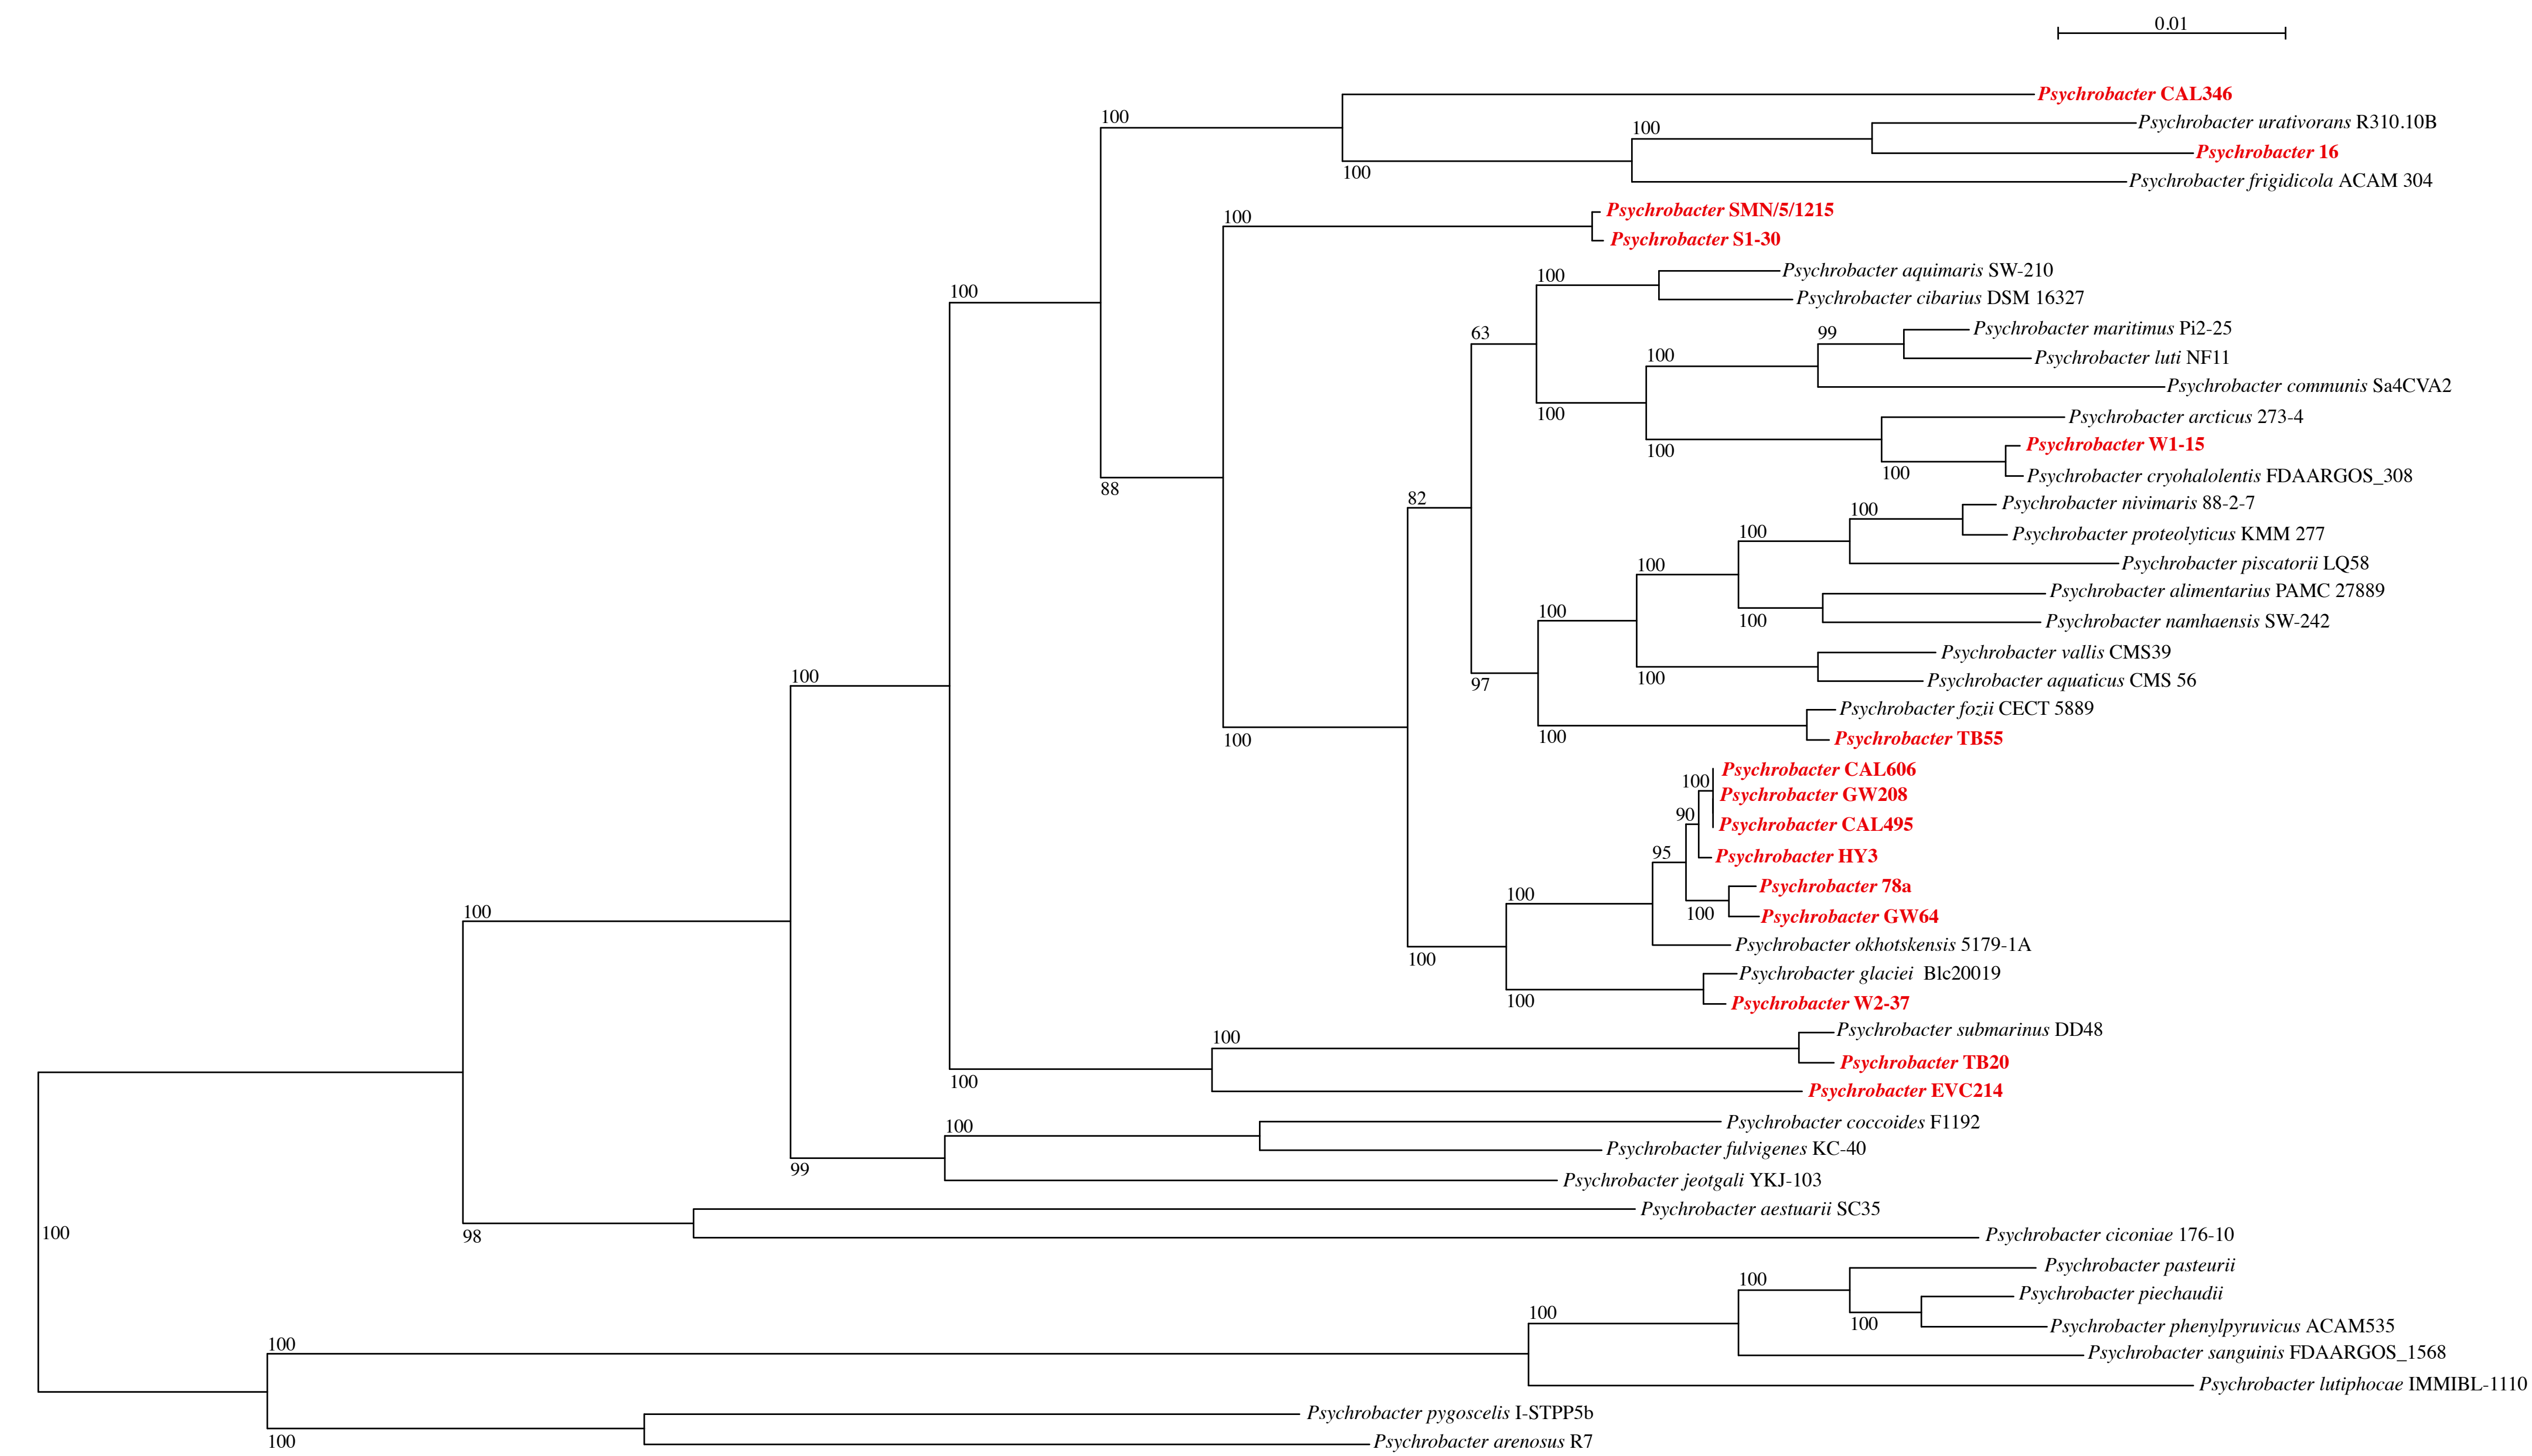 0.01
Psychrobacter CAL346
100
Psychrobacter urativorans R310.10B
100
Psychrobacter 16
100
Psychrobacter frigidicola ACAM 304
Psychrobacter SMN/5/1215
100
Psychrobacter S1-30
Psychrobacter aquimaris SW-210
100
100
Psychrobacter cibarius DSM 16327
Psychrobacter maritimus Pi2-25
63
99
100
Psychrobacter luti NF11
Psychrobacter communis Sa4CVA2
100
Psychrobacter arcticus 273-4
Psychrobacter W1-15
100
100
Psychrobacter cryohalolentis FDAARGOS_308
88
82
Psychrobacter nivimaris 88-2-7
100
100
Psychrobacter proteolyticus KMM 277
100
Psychrobacter piscatorii LQ58
Psychrobacter alimentarius PAMC 27889
100
100
Psychrobacter namhaensis SW-242
Psychrobacter vallis CMS39
100
100
97
Psychrobacter aquaticus CMS 56
Psychrobacter fozii CECT 5889
100
100
Psychrobacter TB55
Psychrobacter CAL606
100
Psychrobacter GW208
90
Psychrobacter CAL495
95
Psychrobacter HY3
100
Psychrobacter 78a
100
100
Psychrobacter GW64
Psychrobacter okhotskensis 5179-1A
100
Psychrobacter glaciei Blc20019
100
Psychrobacter W2-37
Psychrobacter submarinus DD48
100
Psychrobacter TB20
100
Psychrobacter EVC214
Psychrobacter coccoides F1192
100
Psychrobacter fulvigenes KC-40
99
Psychrobacter jeotgali YKJ-103
Psychrobacter aestuarii SC35
100
98
Psychrobacter ciconiae 176-10
Psychrobacter pasteurii
100
Psychrobacter piechaudii
100
100
Psychrobacter phenylpyruvicus ACAM535
100
Psychrobacter sanguinis FDAARGOS_1568
Psychrobacter lutiphocae IMMIBL-1110
Psychrobacter pygoscelis I-STPP5b
100
Psychrobacter arenosus R7